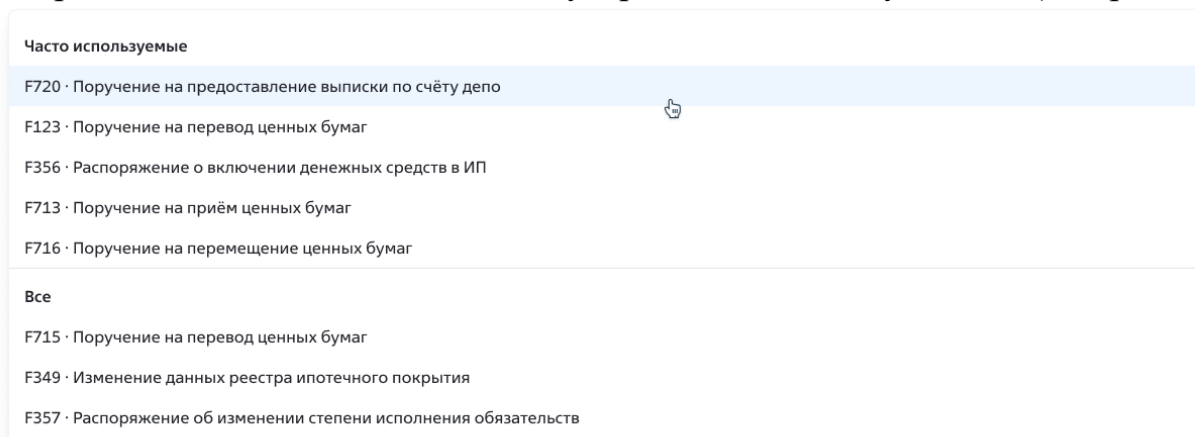 Часто используемые
F720 · Поручение на предоставление выписки по счёту депо
F123 · Поручение на перевод ценных бумаг
F356 · Распоряжение о включении денежных средств в ИП
F713 · Поручение на приём ценных бумаг
F716 · Поручение на перемещение ценных бумаг
Все
F715 · Поручение на перевод ценных бумаг
F349 · Изменение данных реестра ипотечного покрытия
F357 · Распоряжение об изменении степени исполнения обязательств